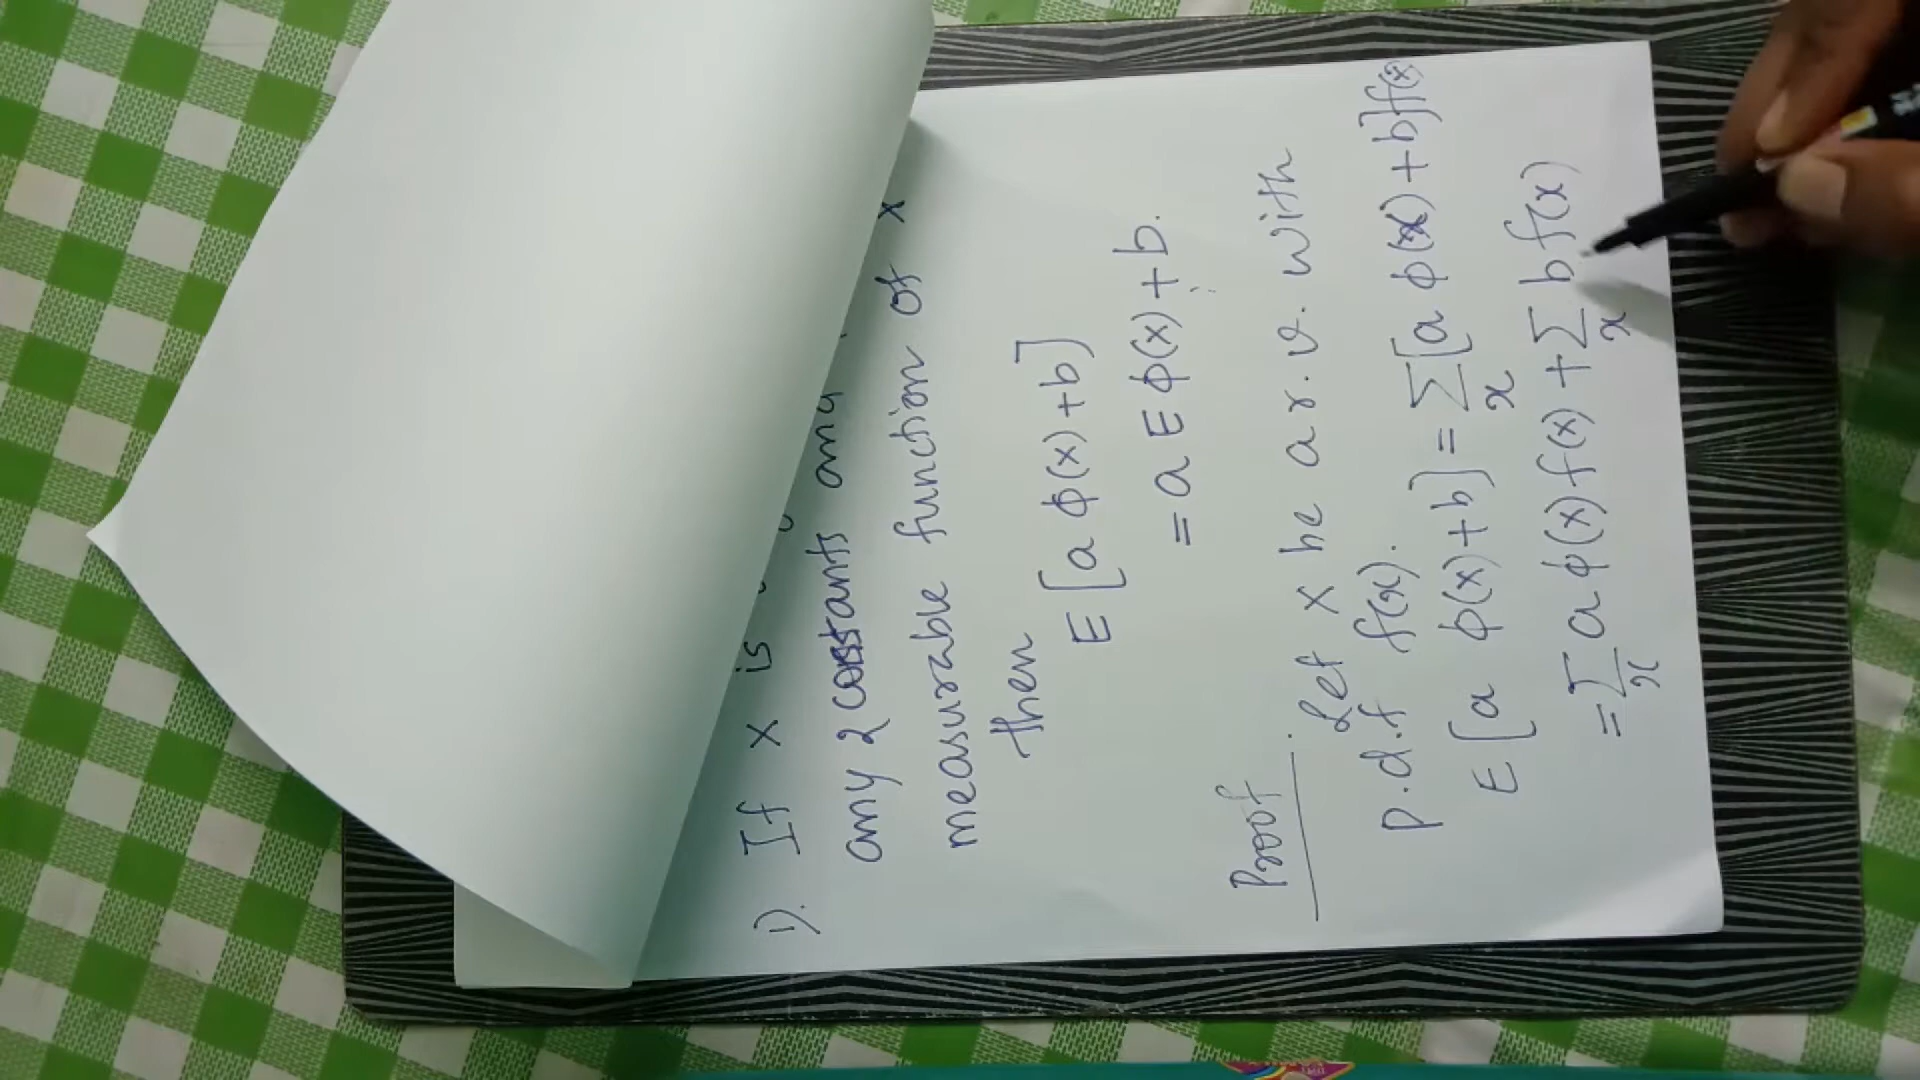 1). If x is
any 2 constants and
measurable function of x
then
E[a φ(x)+b]
= a E φ(x) + b.
Proof. Let x be a r.v. with
p.d.f f(x).
E[a φ(x)+b] = Σ_x [a φ(x) + b] f(x)
= Σ_x a φ(x) f(x) + Σ_x b f(x)